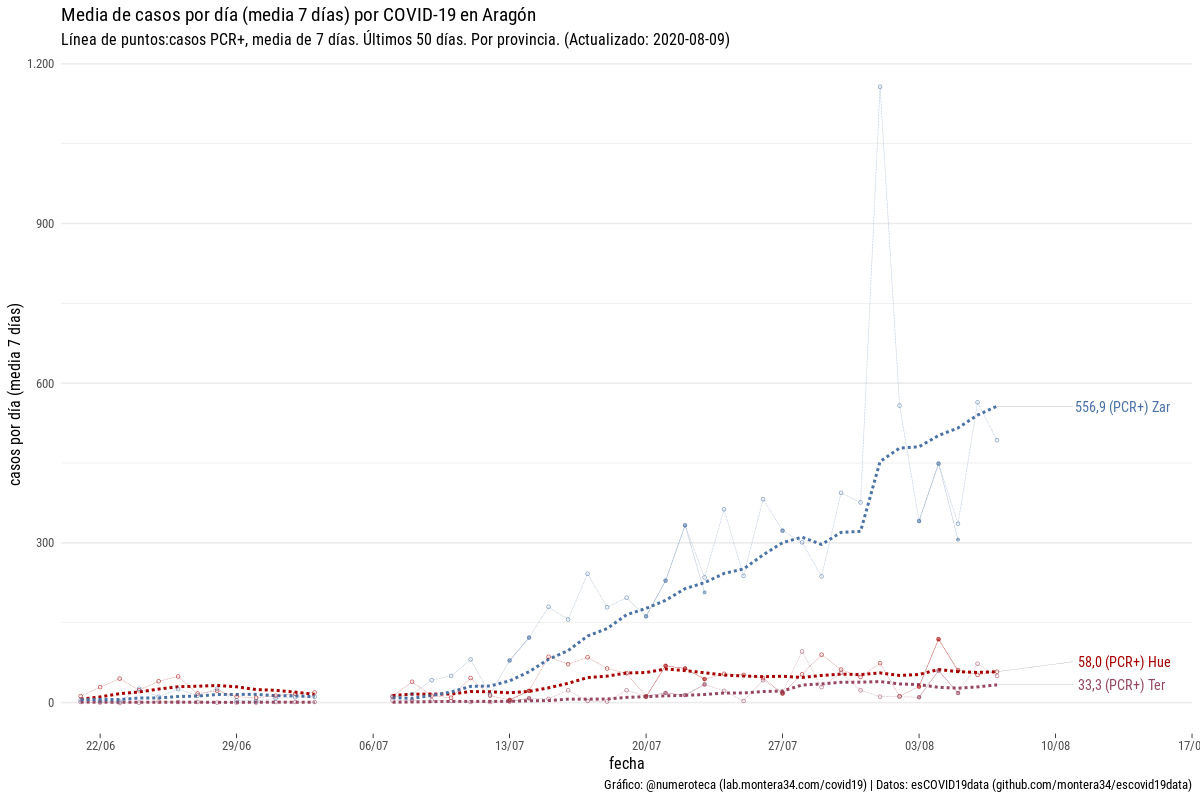 Media de casos por día (media 7 días) por COVID-19 en Aragón
Línea de puntos:casos PCR+, media de 7 días. Últimos 50 días. Por provincia. (Actualizado: 2020-08-09)
casos por día (media 7 días)
1.200
900
600
300
0
556,9 (PCR+) Zar
58,0 (PCR+) Hue
33,3 (PCR+) Ter
22/06
29/06
06/07
13/07
20/07
27/07
03/08
10/08
17/0
fecha
Gráfico: @numeroteca (lab.montera34.com/covid19) | Datos: esCOVID19data (github.com/montera34/escovid19data)